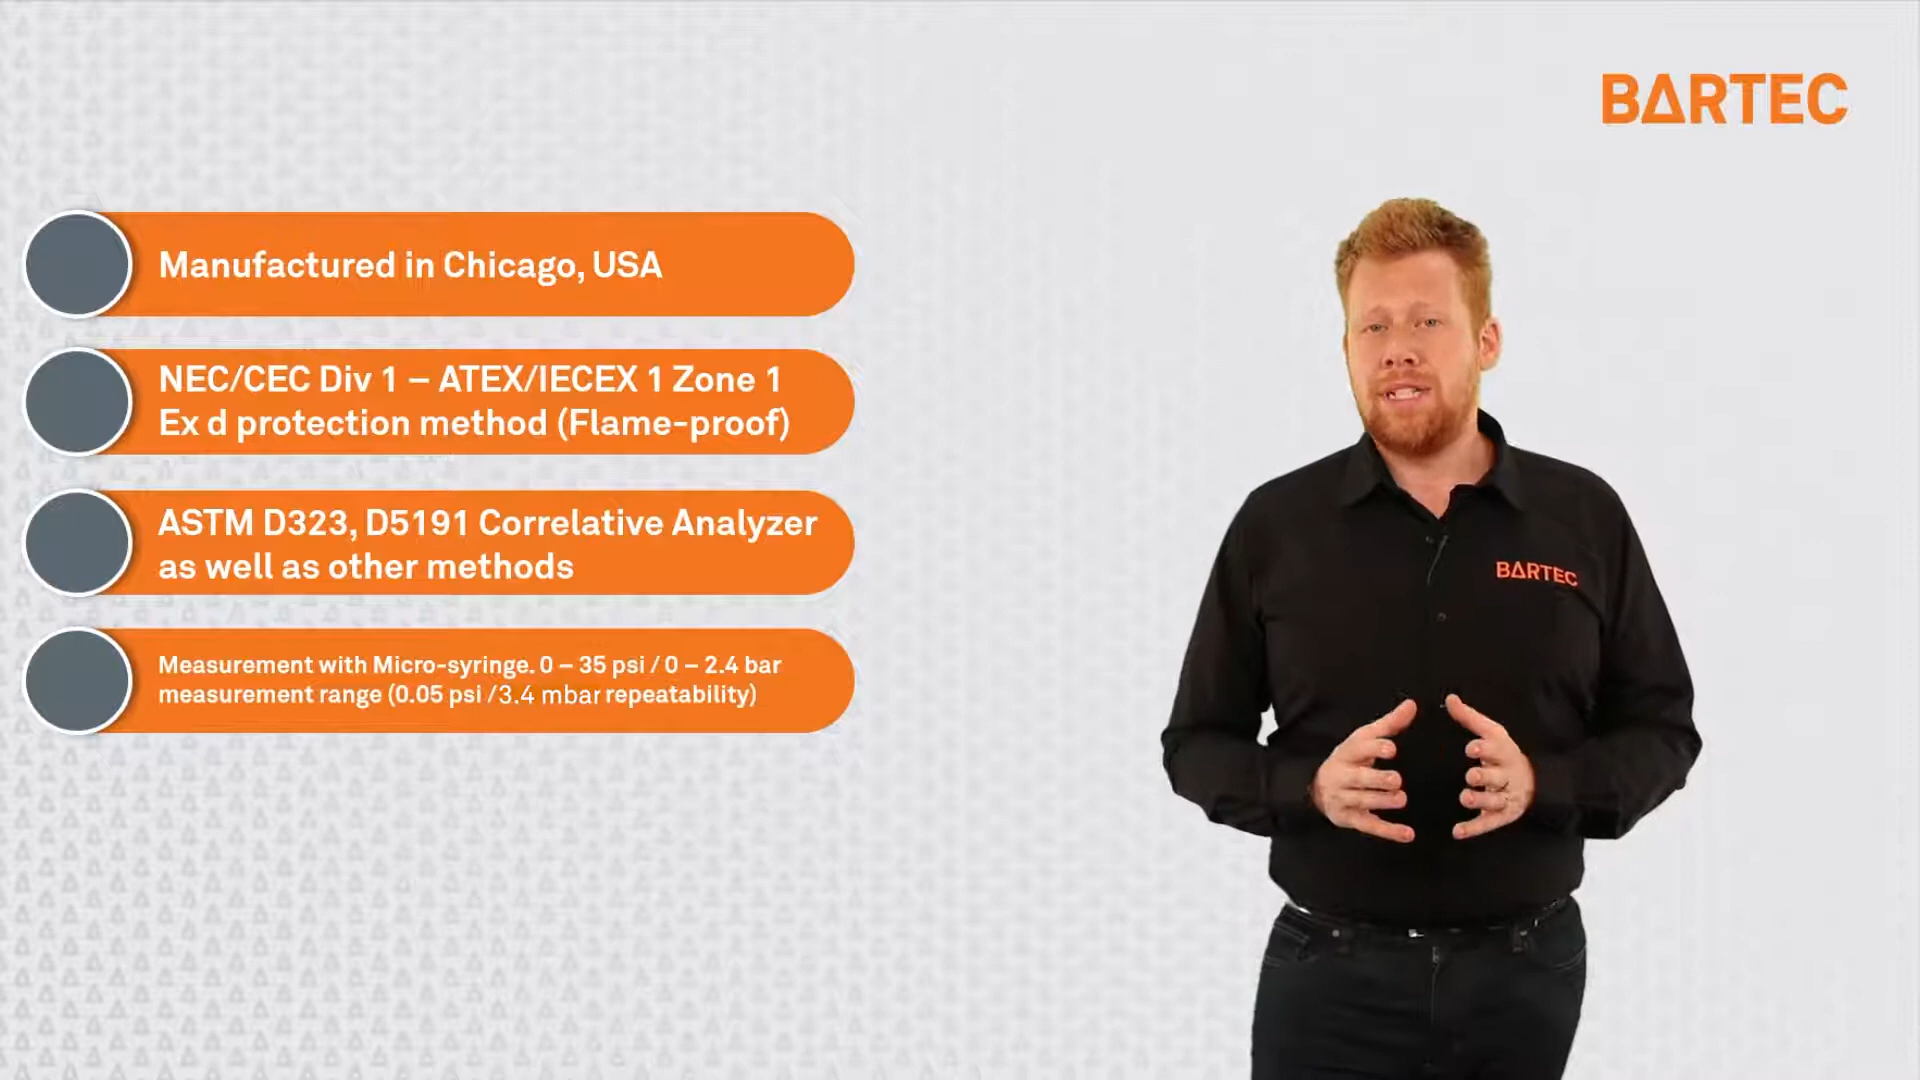 BARTEC
Manufactured in Chicago, USA
NEC/CEC Div 1 – ATEX/IECEX 1 Zone 1
Ex d protection method (Flame-proof)
ASTM D323, D5191 Correlative Analyzer
as well as other methods
Measurement with Micro-syringe. 0 – 35 psi / 0 – 2.4 bar
measurement range (0.05 psi /3.4 mbar repeatability)
BARTEC